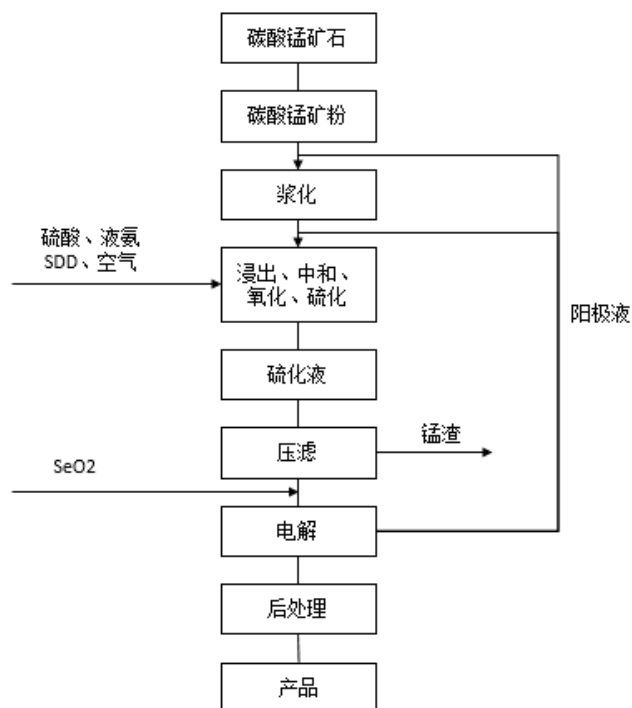 碳酸锰矿石
碳酸锰矿粉
浆化
硫酸、液氨
SDD、空气
浸出、中和、
氧化、硫化
阳极液
硫化液
锰渣
压滤
SeO2
电解
后处理
产品